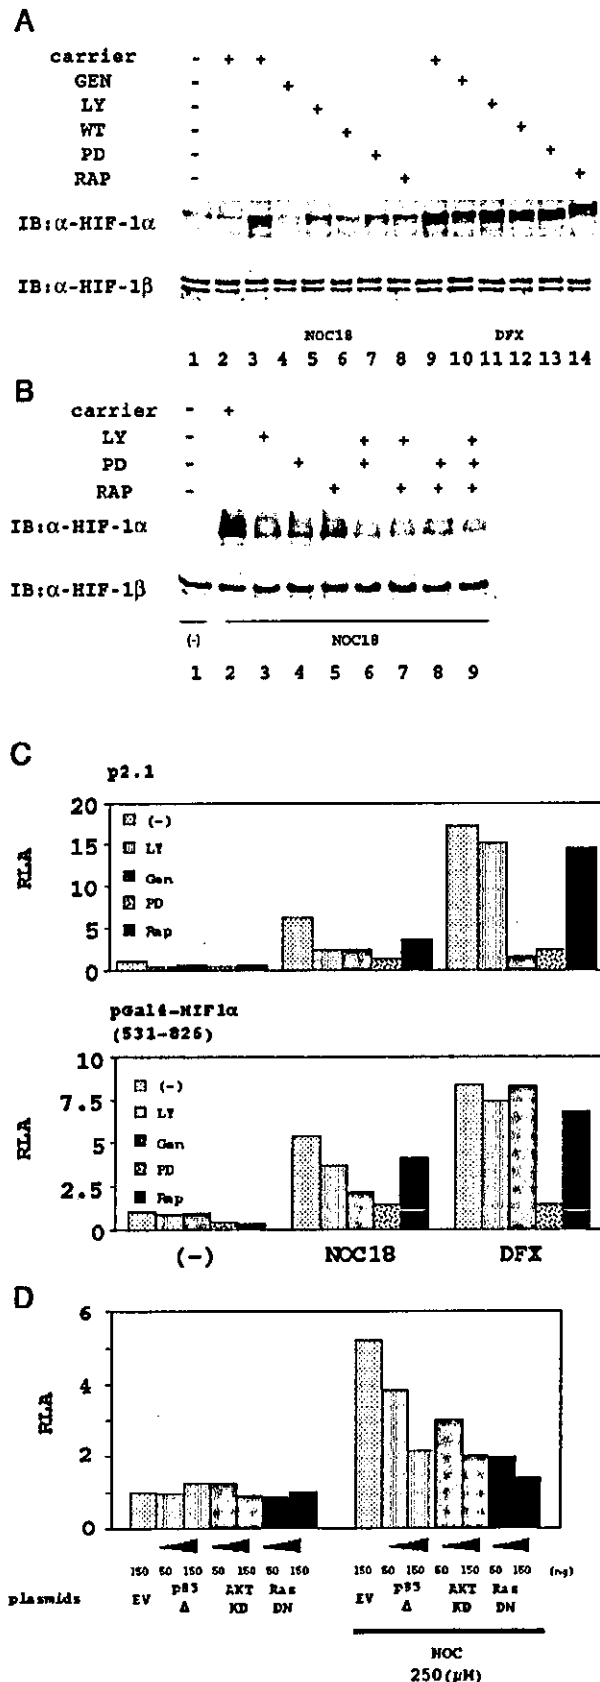 A
carrier - + + +
GEN - + +
LY - + +
WT - + +
PD - + +
RAP - + +
IB:α-HIF-1α
IB:α-HIF-1β
NOC18 DFX
1 2 3 4 5 6 7 8 9 10 11 12 13 14
B
carrier - +
LY - + + + +
PD - + + + +
RAP - + + + +
IB:α-HIF-1α
IB:α-HIF-1β
(-) NOC18
1 2 3 4 5 6 7 8 9
C
p2.1
RLA
20
15
10
5
0
(-)
LY
Gen
PD
Rap
pGal4-HIF1α
(531-826)
RLA
10
7.5
5
2.5
0
(-)
LY
Gen
PD
Rap
(-) NOC18 DFX
D
RLA
6
4
2
0
150 50 150 50 150 50 150 150 50 150 50 150 50 150 (ng)
plasmids EV p85 Δ AKT KD Ras DN EV p85 Δ AKT KD Ras DN
NOC
250(μM)